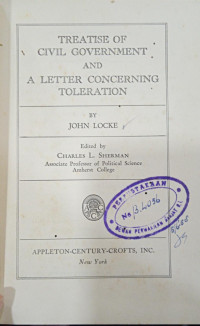 TREATISE OF
CIVIL GOVERNMENT
AND
A LETTER CONCERNING
TOLERATION
BY
JOHN LOCKE
Edited by
CHARLES L. SHERMAN
Associate Professor of Political Science
Amherst College
No.
APPLETON-CENTURY-CROFTS, INC.
New York